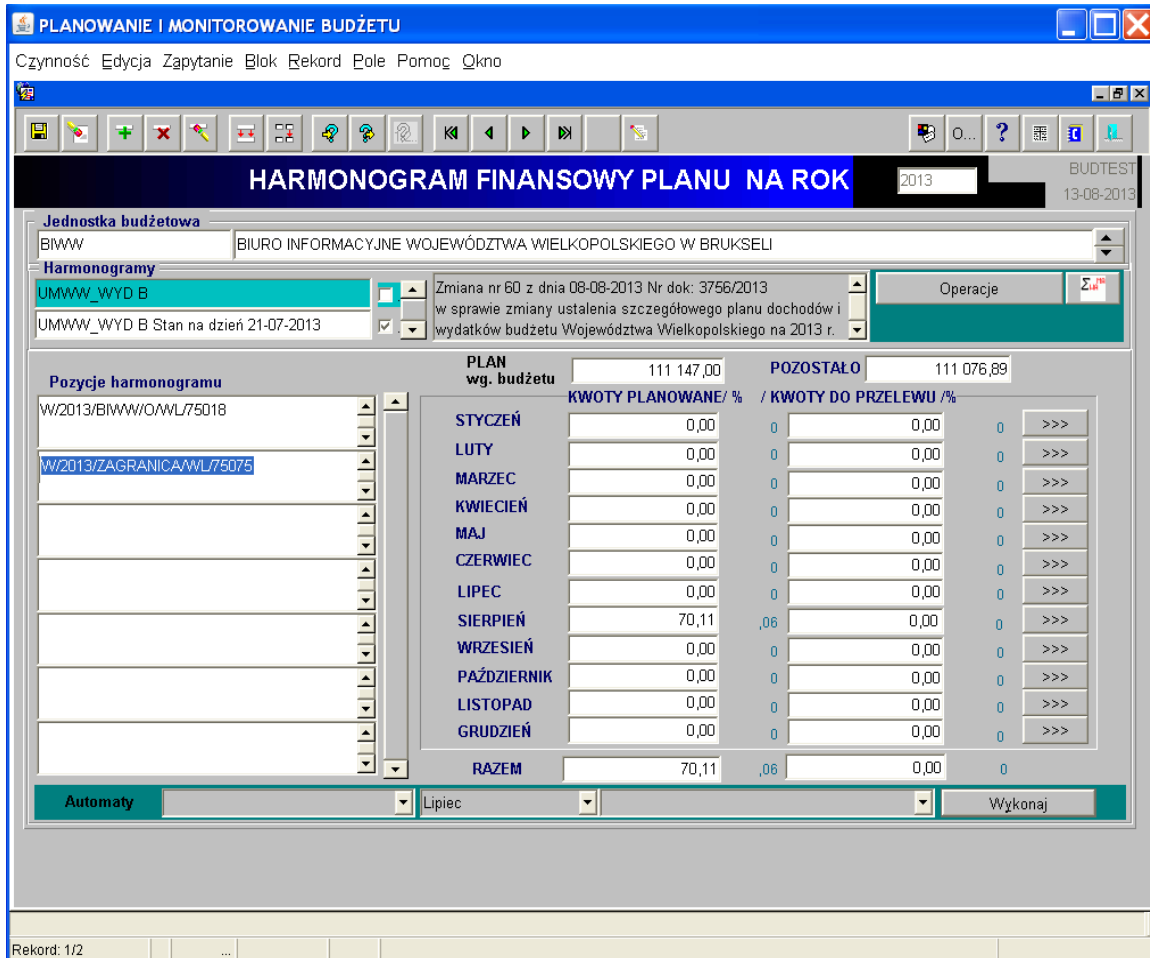 PLANOWANIE I MONITOROWANIE BUDŻETU
Czynność Edycja Zapytanie Blok Rekord Pole Pomoc Okno
O... ?
HARMONOGRAM FINANSOWY PLANU NA ROK 2013
BUDTEST
13-08-2013
Jednostka budżetowa
BIWW BIURO INFORMACYJNE WOJEWÓDZTWA WIELKOPOLSKIEGO W BRUKSELI
Harmonogramy
UMWW_WYD B
UMWW_WYD B Stan na dzień 21-07-2013
Zmiana nr 60 z dnia 08-08-2013 Nr dok: 3756/2013
w sprawie zmiany ustalenia szczegółowego planu dochodów i
wydatków budżetu Województwa Wielkopolskiego na 2013 r.
Operacje
Pozycje harmonogramu
W/2013/BIWW/O/WL/75018
W/2013/ZAGRANICA/WL/75075
PLAN
wg. budżetu 111 147,00 POZOSTAŁO 111 076,89
KWOTY PLANOWANE/ % / KWOTY DO PRZELEWU /%
STYCZEŃ 0,00 0 0,00 0 >>>
LUTY 0,00 0 0,00 0 >>>
MARZEC 0,00 0 0,00 0 >>>
KWIECIEŃ 0,00 0 0,00 0 >>>
MAJ 0,00 0 0,00 0 >>>
CZERWIEC 0,00 0 0,00 0 >>>
LIPIEC 0,00 0 0,00 0 >>>
SIERPIEŃ 70,11 ,06 0,00 0 >>>
WRZESIEŃ 0,00 0 0,00 0 >>>
PAŹDZIERNIK 0,00 0 0,00 0 >>>
LISTOPAD 0,00 0 0,00 0 >>>
GRUDZIEŃ 0,00 0 0,00 0 >>>
RAZEM 70,11 ,06 0,00 0
Automaty Lipiec Wykonaj
Rekord: 1/2 ...